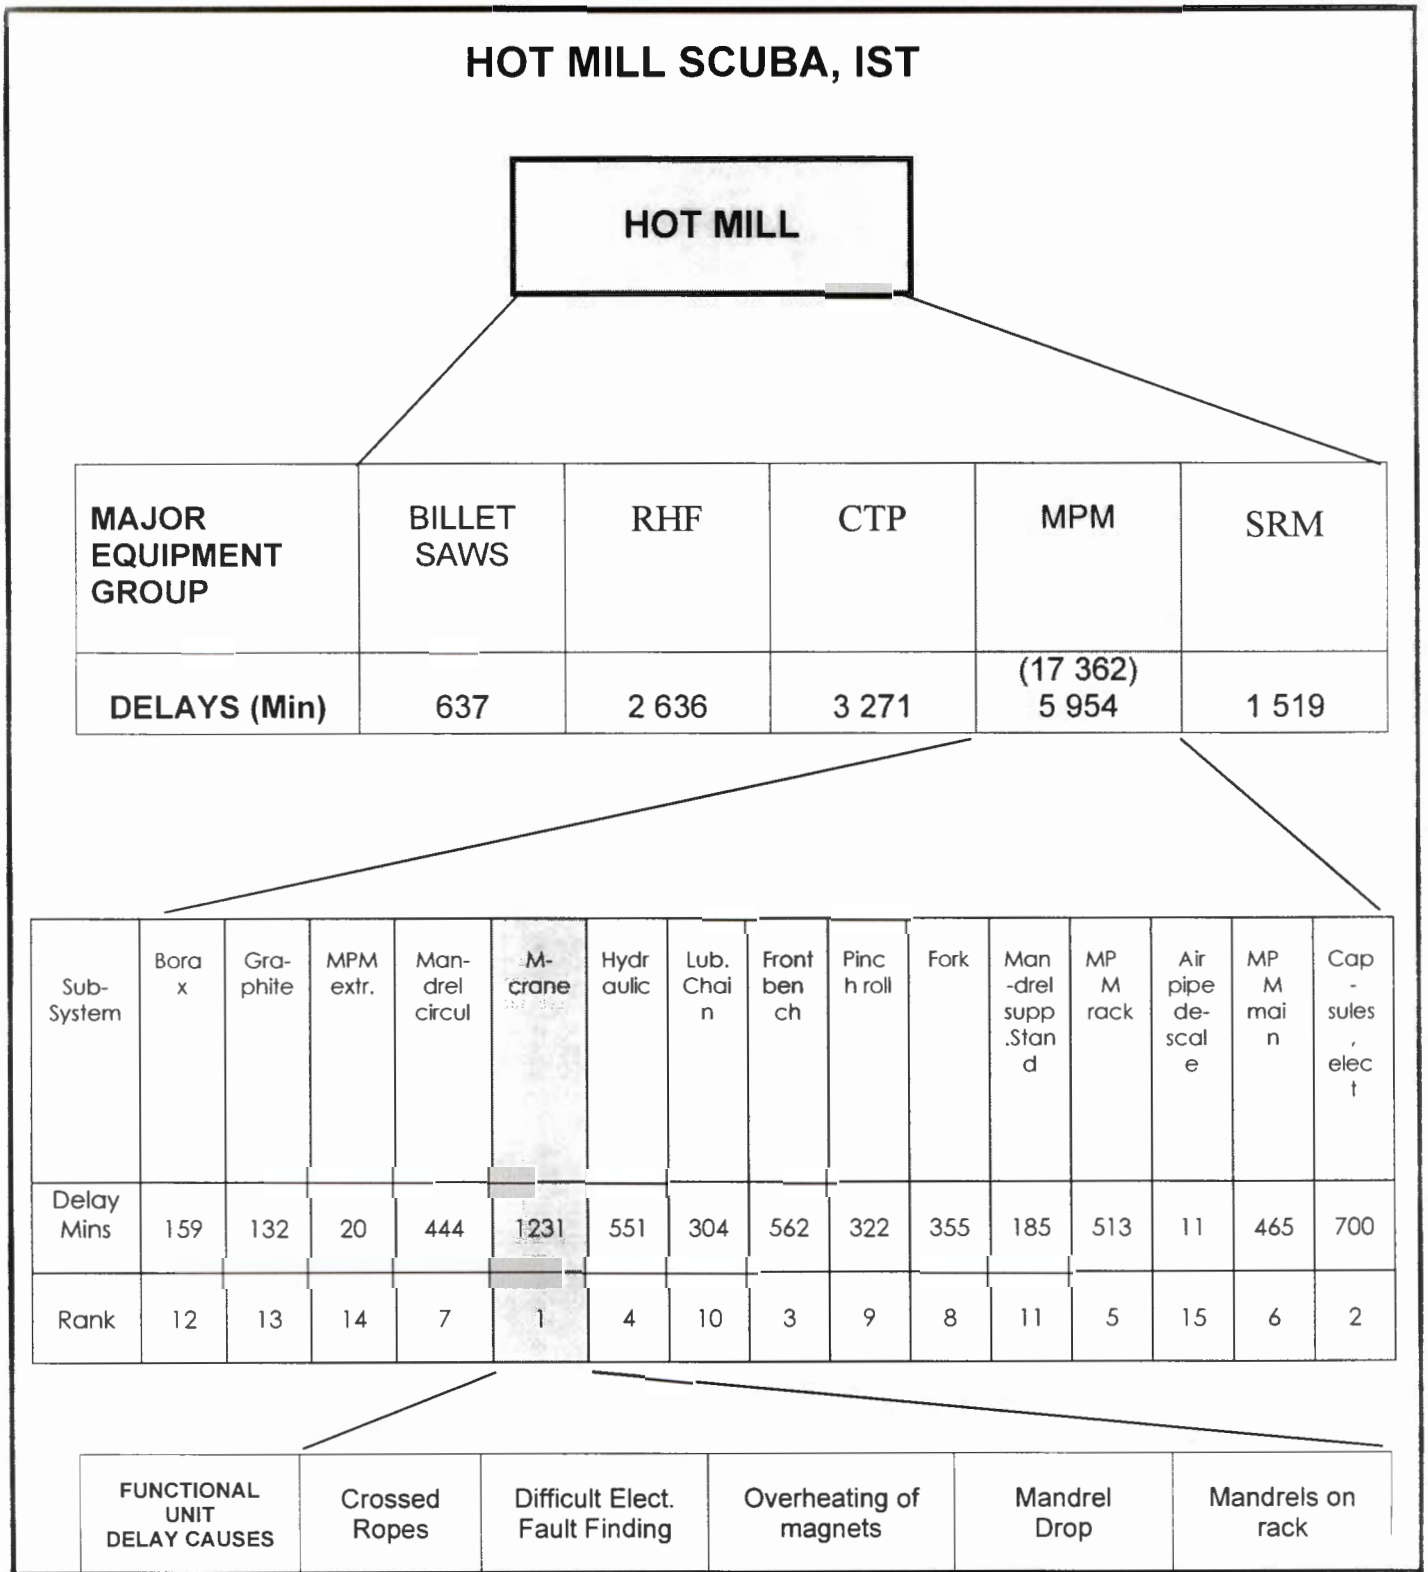 HOT MILL SCUBA, IST
HOT MILL
MAJOR
EQUIPMENT
GROUP
BILLET
SAWS
RHF
CTP
MPM
SRM
DELAYS (Min)
637
2 636
3 271
(17 362)
5 954
1 519
Sub-
System
Bora
x
Gra-
phite
MPM
extr.
Man-
drel
circul
M-
crane
Hydr
aulic
Lub.
Chai
n
Front
ben
ch
Pinc
h roll
Fork
Man
-drel
supp
.Stan
d
MP
M
rack
Air
pipe
de-
scal
e
MP
M
mai
n
Cap
-
sules
,
elec
t
Delay
Mins
159
132
20
444
1231
551
304
562
322
355
185
513
11
465
700
Rank
12
13
14
7
1
4
10
3
9
8
11
5
15
6
2
FUNCTIONAL
UNIT
DELAY CAUSES
Crossed
Ropes
Difficult Elect.
Fault Finding
Overheating of
magnets
Mandrel
Drop
Mandrels on
rack